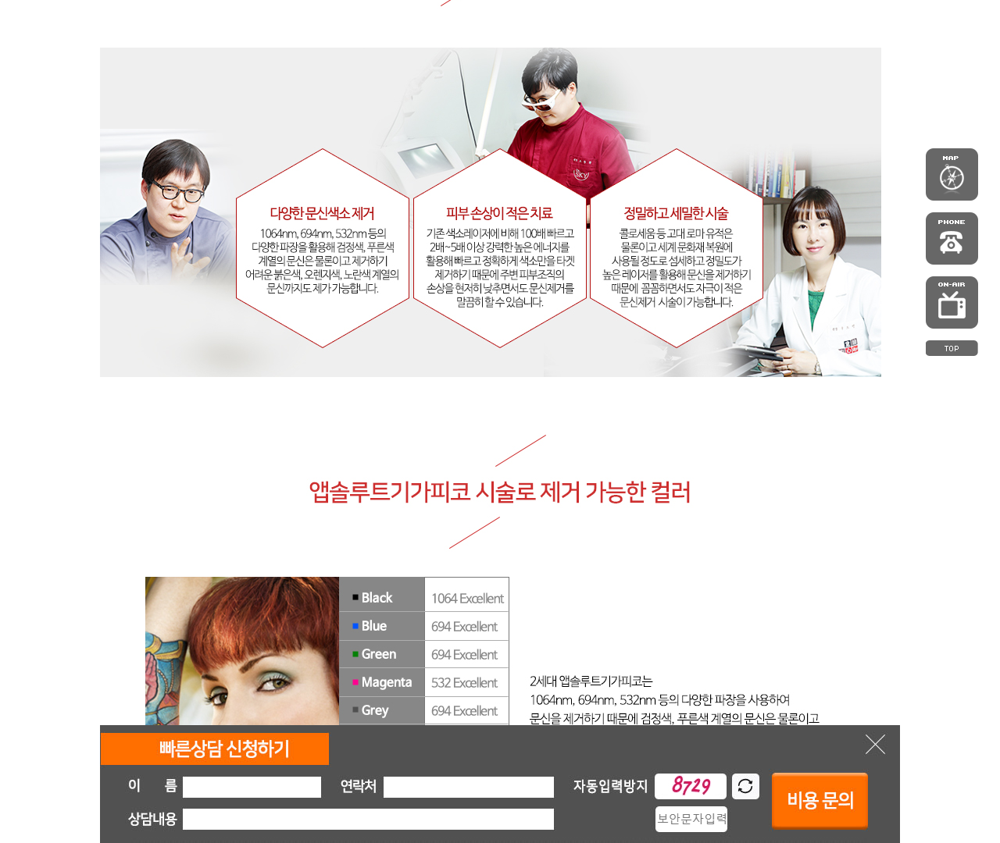 MAP
PHONE
ON-AIR
TOP
SKY
다양한 문신색소 제거
1064nm, 694nm, 532nm 등의
다양한 파장을 활용해 검정색, 푸른색
계열의 문신은 물론이고 제거하기
어려운 붉은색, 오렌지색, 노란색 계열의
문신까지도 제가 가능합니다.
피부 손상이 적은 치료
기존 색소레이저에 비해 100배 빠르고
2배~5배 이상 강력한 높은 에너지를
활용해 빠르고 정확하게 색소만을 타겟
제거하기 때문에 주변 피부조직의
손상을 현저히 낮추면서도 문신제거를
말끔히 할 수 있습니다.
정밀하고 세밀한 시술
콜로세움 등 고대 로마 유적은
물론이고 세계 문화재 복원에
사용될 정도로 섬세하고 정밀도가
높은 레이저를 활용해 문신을 제거하기
때문에 꼼꼼하면서도 자극이 적은
문신제거 시술이 가능합니다.
앱솔루트기가피코 시술로 제거 가능한 컬러
Black 1064 Excellent
Blue 694 Excellent
Green 694 Excellent
Magenta 532 Excellent
Grey 694 Excellent
2세대 앱솔루트기가피코는
1064nm, 694nm, 532nm 등의 다양한 파장을 사용하여
문신을 제거하기 때문에 검정색, 푸른색 계열의 문신은 물론이고
빠른상담 신청하기
이 름
연락처
자동입력방지
8729
상담내용
보안문자입력
비용 문의